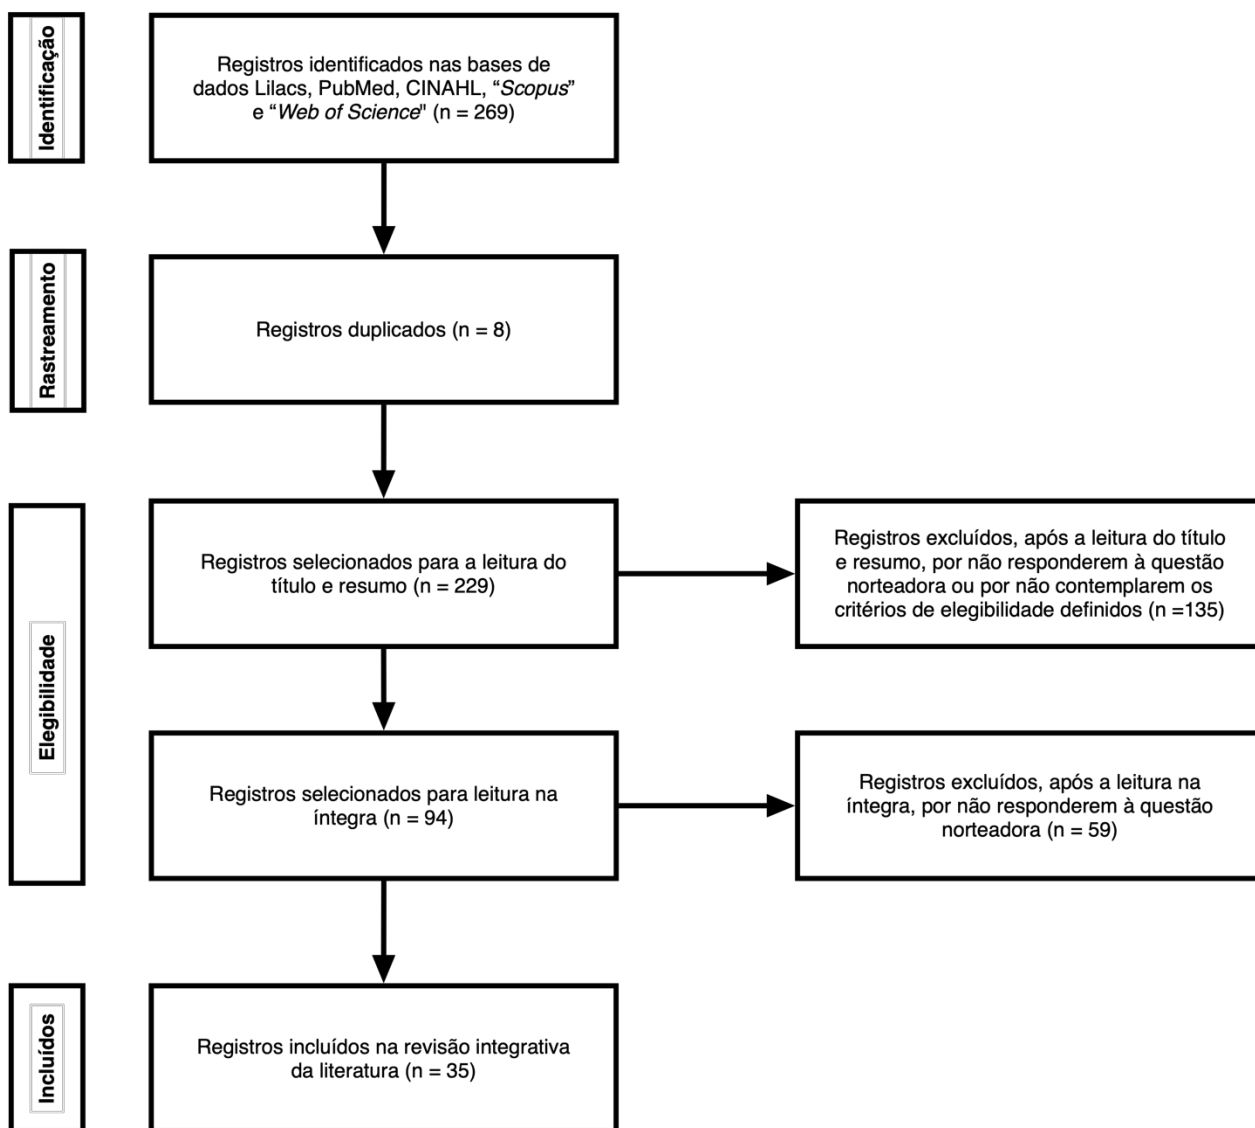 Identificação
Registros identificados nas bases de
dados Lilacs, PubMed, CINAHL, “Scopus”
e “Web of Science" (n = 269)
Rastreamento
Registros duplicados (n = 8)
Elegibilidade
Registros selecionados para a leitura do
título e resumo (n = 229)
Registros excluídos, após a leitura do título
e resumo, por não responderem à questão
norteadora ou por não contemplarem os
critérios de elegibilidade definidos (n =135)
Registros selecionados para leitura na
íntegra (n = 94)
Registros excluídos, após a leitura na
íntegra, por não responderem à questão
norteadora (n = 59)
Incluídos
Registros incluídos na revisão integrativa
da literatura (n = 35)